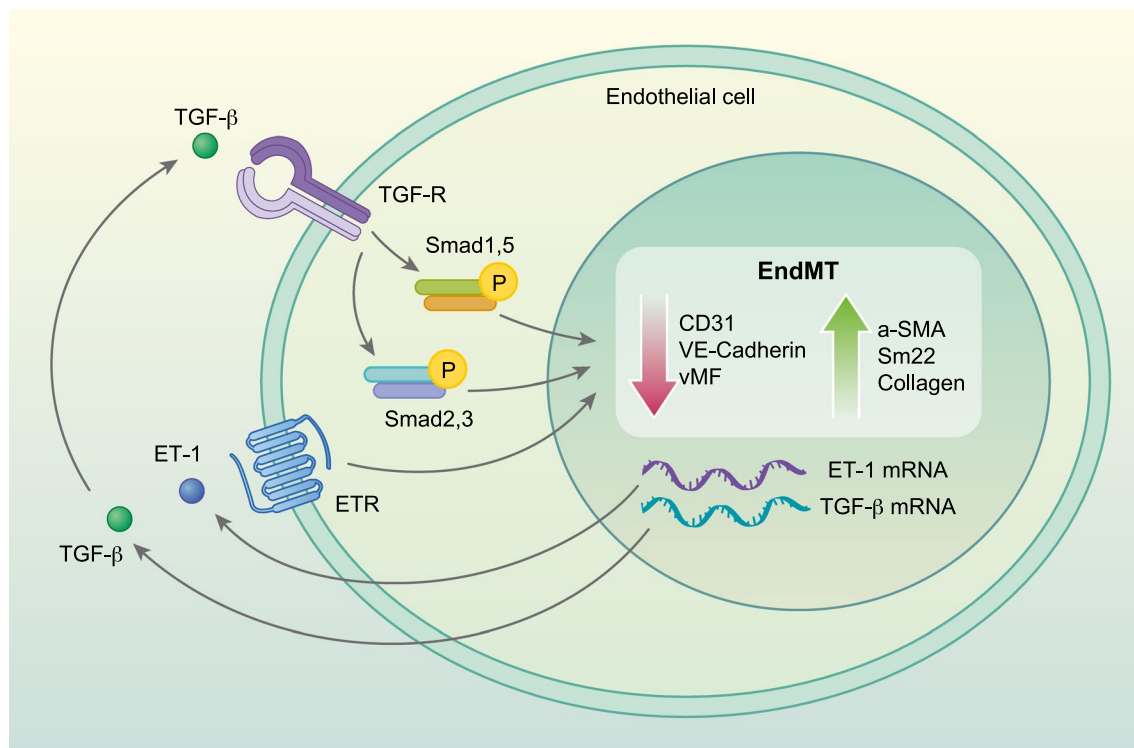 Endothelial cell
TGF-β
TGF-R
Smad1,5
P
EndMT
CD31
VE-Cadherin
vMF
a-SMA
Sm22
Collagen
P
Smad2,3
ET-1
ETR
ET-1 mRNA
TGF-β mRNA
TGF-β